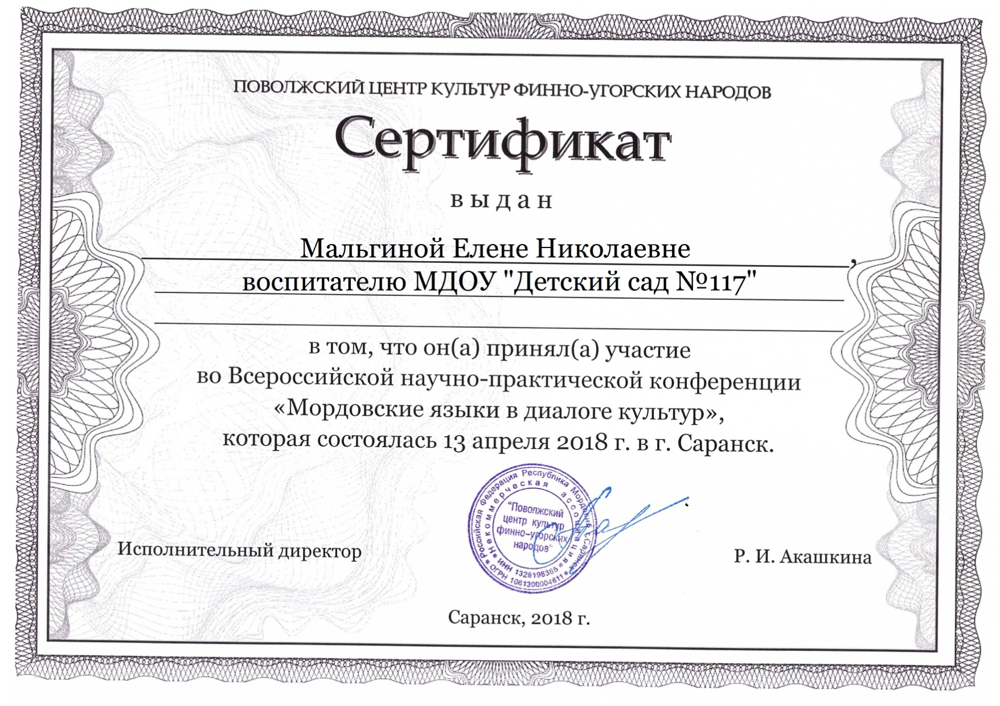 ПОВОЛЖСКИЙ ЦЕНТР КУЛЬТУР ФИННО-УГОРСКИХ НАРОДОВ
Сертификат
выдан
Мальгиной Елене Николаевне,
воспитателю МДОУ "Детский сад №117"
в том, что он(а) принял(а) участие
во Всероссийской научно-практической конференции
«Мордовские языки в диалоге культур»,
которая состоялась 13 апреля 2018 г. в г. Саранск.
Российская Федерация Республика Мордовия г.Саранск
* ОГРН 1061300004611 *
* Некоммерческая ассоциация *
ИНН 1326198365
"Поволжский
центр культур
финно-угорских
народов"
Исполнительный директор
Р. И. Акашкина
Саранск, 2018 г.